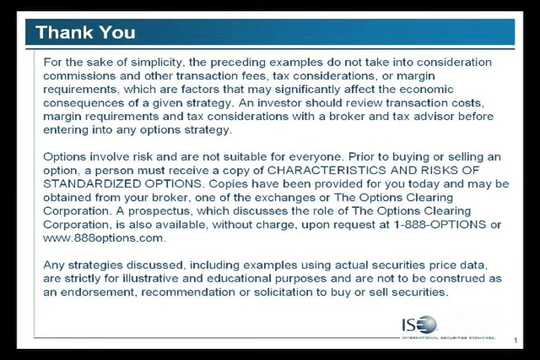 Thank You
For the sake of simplicity, the preceding examples do not take into consideration
commissions and other transaction fees, tax considerations, or margin
requirements, which are factors that may significantly affect the economic
consequences of a given strategy. An investor should review transaction costs,
margin requirements and tax considerations with a broker and tax advisor before
entering into any options strategy.
Options involve risk and are not suitable for everyone. Prior to buying or selling an
option, a person must receive a copy of CHARACTERISTICS AND RISKS OF
STANDARDIZED OPTIONS. Copies have been provided for you today and may be
obtained from your broker, one of the exchanges or The Options Clearing
Corporation. A prospectus, which discusses the role of The Options Clearing
Corporation, is also available, without charge, upon request at 1-888-OPTIONS or
www.888options.com.
Any strategies discussed, including examples using actual securities price data,
are strictly for illustrative and educational purposes and are not to be construed as
an endorsement, recommendation or solicitation to buy or sell securities.
ISE
INTERNATIONAL SECURITIES EXCHANGE.
1